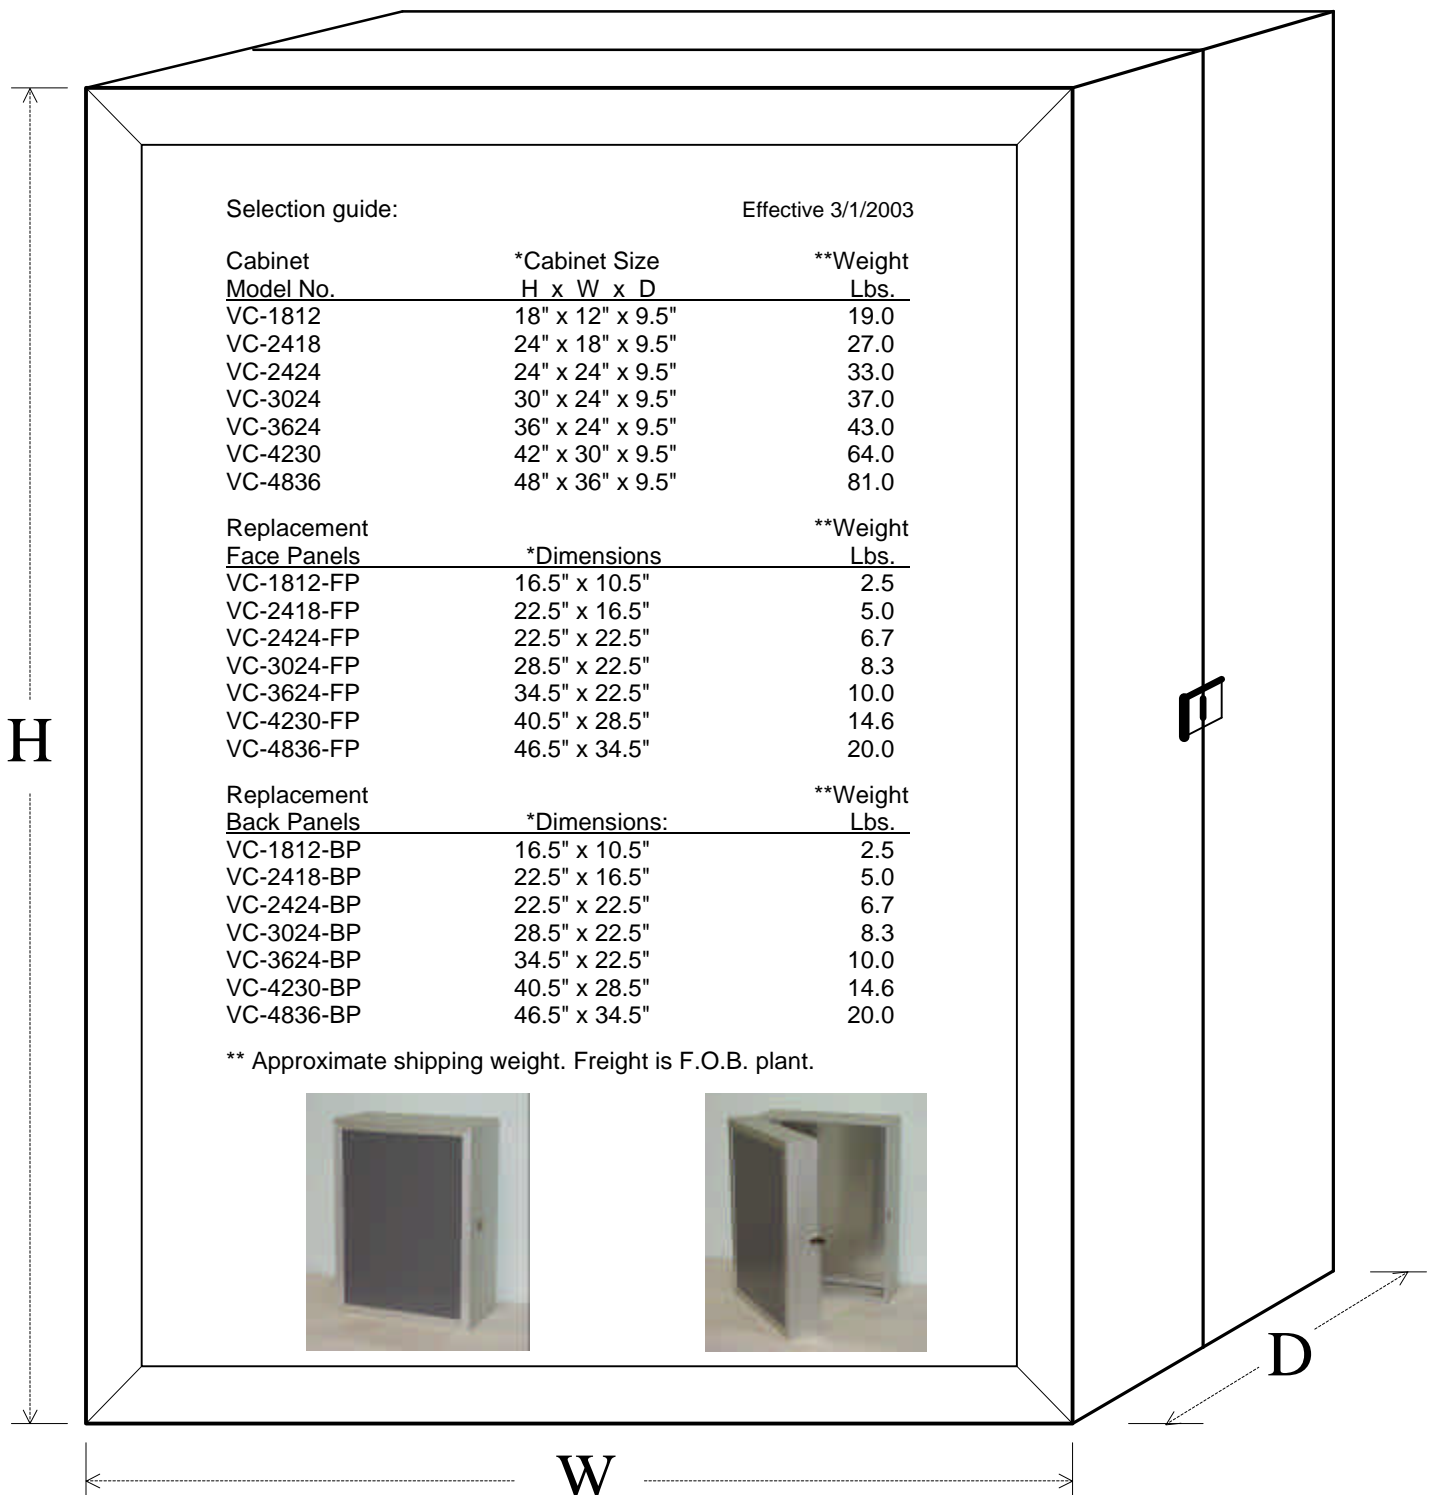 Selection guide: Effective 3/1/2003
Cabinet *Cabinet Size **Weight
Model No. H x W x D Lbs.
VC-1812 18" x 12" x 9.5" 19.0
VC-2418 24" x 18" x 9.5" 27.0
VC-2424 24" x 24" x 9.5" 33.0
VC-3024 30" x 24" x 9.5" 37.0
VC-3624 36" x 24" x 9.5" 43.0
VC-4230 42" x 30" x 9.5" 64.0
VC-4836 48" x 36" x 9.5" 81.0
Replacement **Weight
Face Panels *Dimensions Lbs.
VC-1812-FP 16.5" x 10.5" 2.5
VC-2418-FP 22.5" x 16.5" 5.0
VC-2424-FP 22.5" x 22.5" 6.7
VC-3024-FP 28.5" x 22.5" 8.3
VC-3624-FP 34.5" x 22.5" 10.0
VC-4230-FP 40.5" x 28.5" 14.6
VC-4836-FP 46.5" x 34.5" 20.0
H
Replacement **Weight
Back Panels *Dimensions: Lbs.
VC-1812-BP 16.5" x 10.5" 2.5
VC-2418-BP 22.5" x 16.5" 5.0
VC-2424-BP 22.5" x 22.5" 6.7
VC-3024-BP 28.5" x 22.5" 8.3
VC-3624-BP 34.5" x 22.5" 10.0
VC-4230-BP 40.5" x 28.5" 14.6
VC-4836-BP 46.5" x 34.5" 20.0
** Approximate shipping weight. Freight is F.O.B. plant.
D
W